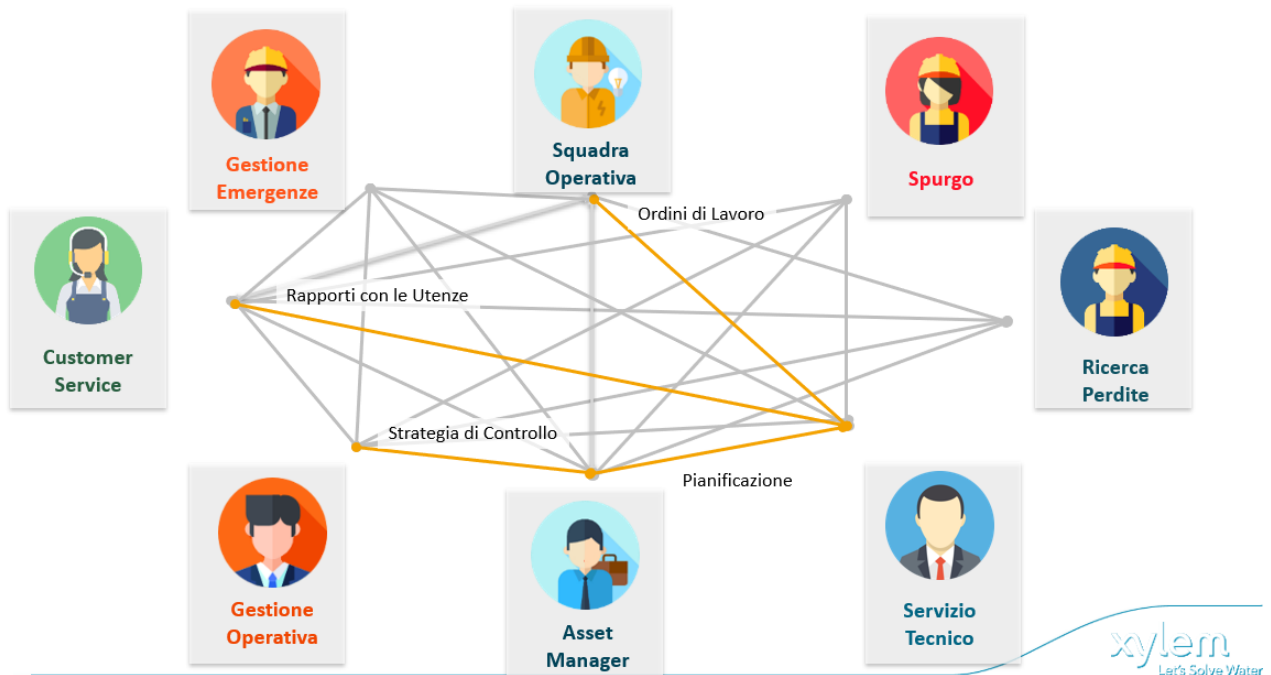 Gestione
Emergenze
Squadra
Operativa
Spurgo
Ordini di Lavoro
Customer
Service
Rapporti con le Utenze
Ricerca
Perdite
Strategia di Controllo
Pianificazione
Gestione
Operativa
Asset
Manager
Servizio
Tecnico
xylem
Let's Solve Water